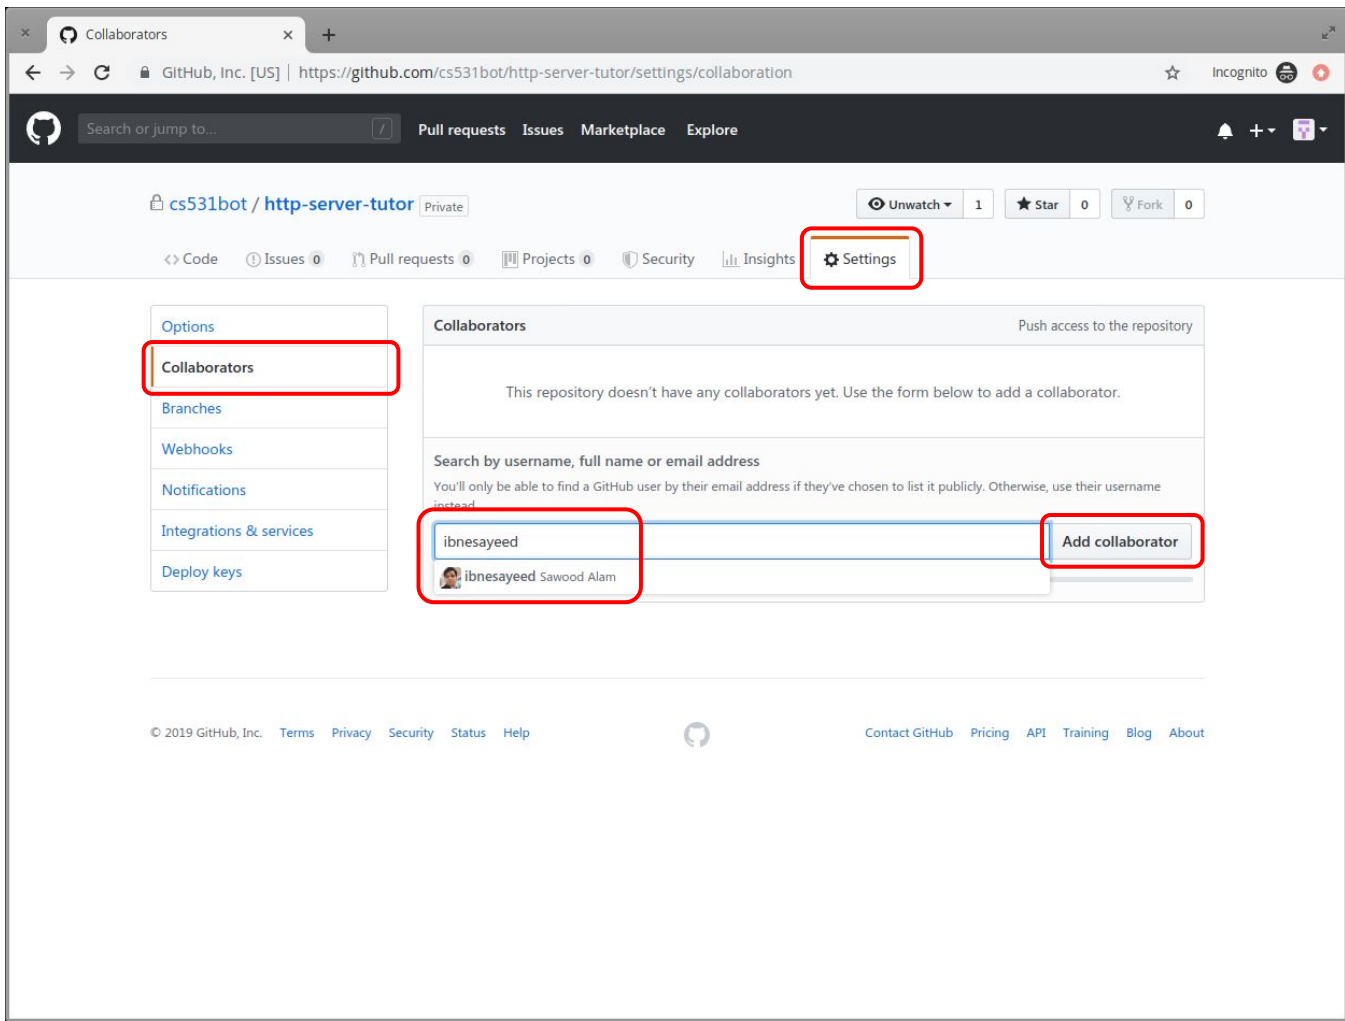 Collaborators
GitHub, Inc. [US] | https://github.com/cs531bot/http-server-tutor/settings/collaboration Incognito
Search or jump to... / Pull requests Issues Marketplace Explore
cs531bot / http-server-tutor Private Unwatch 1 Star 0 Fork 0
Code Issues 0 Pull requests 0 Projects 0 Security Insights Settings
Options
Collaborators
Branches
Webhooks
Notifications
Integrations & services
Deploy keys
Collaborators Push access to the repository
This repository doesn't have any collaborators yet. Use the form below to add a collaborator.
Search by username, full name or email address
You'll only be able to find a GitHub user by their email address if they've chosen to list it publicly. Otherwise, use their username
instead.
ibnesayeed Add collaborator
ibnesayeed Sawood Alam
© 2019 GitHub, Inc. Terms Privacy Security Status Help Contact GitHub Pricing API Training Blog About